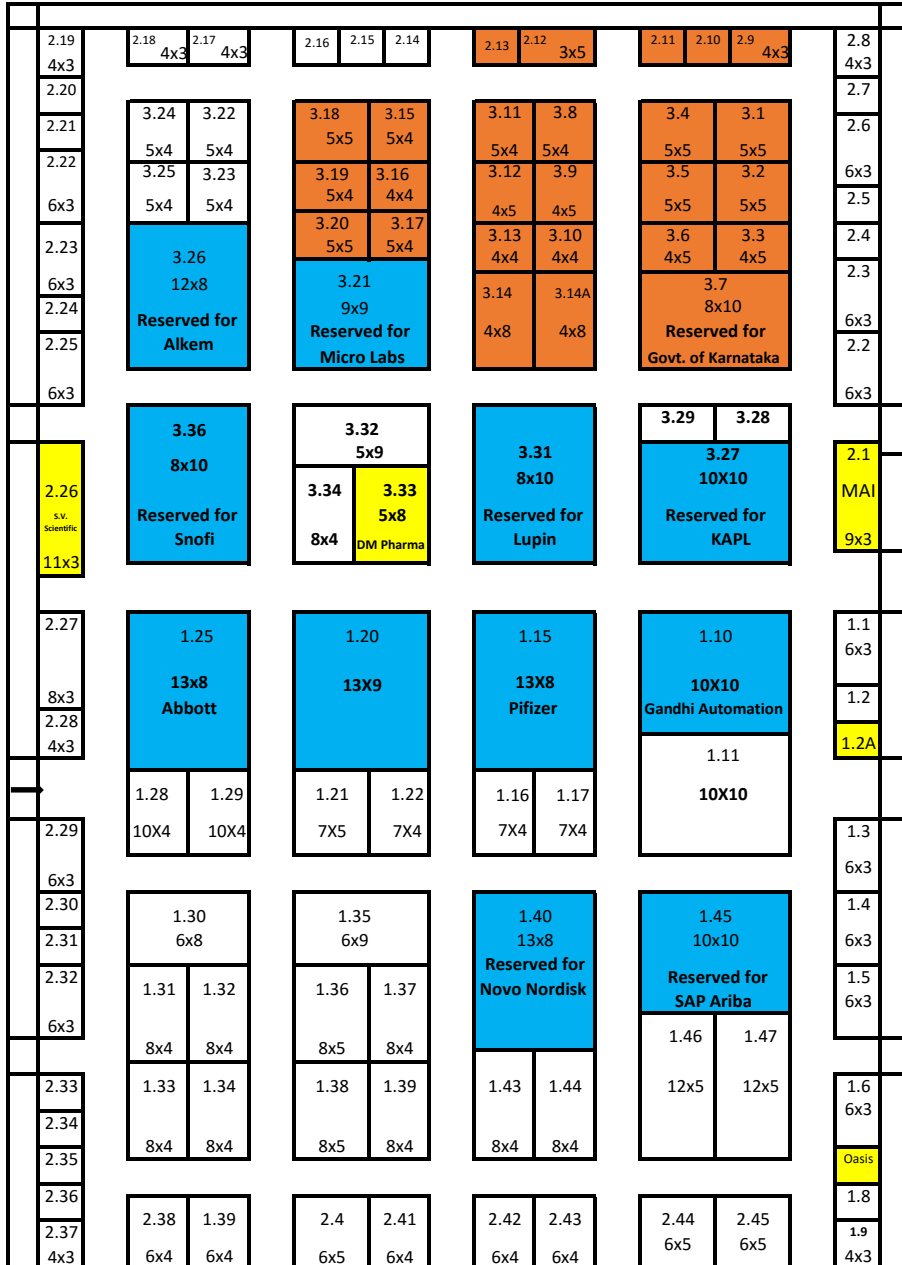 2.19
4x3
2.18
4x3
2.17
4x3
2.16
2.15
2.14
2.13
2.12
3x5
2.11
2.10
2.9
4x3
2.8
4x3
2.20
2.7
2.21
3.24
5x4
3.22
5x4
3.18
5x5
3.15
5x4
3.11
5x4
3.8
5x4
3.4
5x5
3.1
5x5
2.6
6x3
2.22
6x3
3.25
5x4
3.23
5x4
3.19
5x4
3.16
4x4
3.12
4x5
3.9
4x5
3.5
5x5
3.2
5x5
2.5
3.20
5x5
3.17
5x4
3.13
4x4
3.10
4x4
3.6
4x5
3.3
4x5
2.4
2.23
6x3
3.26
12x8
Reserved for
Alkem
3.21
9x9
Reserved for
Micro Labs
3.14
4x8
3.14A
4x8
3.7
8x10
Reserved for
Govt. of Karnataka
2.3
6x3
2.24
2.25
6x3
2.2
6x3
2.26
S.V.
Scientific
11x3
3.36
8x10
Reserved for
Snofi
3.32
5x9
3.34
8x4
3.33
5x8
DM Pharma
3.31
8x10
Reserved for
Lupin
3.29
3.28
3.27
10X10
Reserved for
KAPL
2.1
MAI
9x3
2.27
8x3
1.25
13x8
Abbott
1.20
13X9
1.15
13X8
Pifizer
1.10
10X10
Gandhi Automation
1.1
6x3
1.2
2.28
4x3
1.2A
1.28
10X4
1.29
10X4
1.21
7X5
1.22
7X4
1.16
7X4
1.17
7X4
1.11
10X10
2.29
6x3
1.3
6x3
2.30
1.30
6x8
1.35
6x9
1.40
13x8
Reserved for
Novo Nordisk
1.45
10x10
Reserved for
SAP Ariba
1.4
6x3
2.31
2.32
6x3
1.31
8x4
1.32
8x4
1.36
8x5
1.37
8x4
1.5
6x3
1.46
12x5
1.47
12x5
2.33
1.33
8x4
1.34
8x4
1.38
8x5
1.39
8x4
1.43
8x4
1.44
8x4
1.6
6x3
2.34
2.35
Oasis
2.36
1.8
2.37
4x3
2.38
6x4
1.39
6x4
2.4
6x5
2.41
6x4
2.42
6x4
2.43
6x4
2.44
6x5
2.45
6x5
1.9
4x3